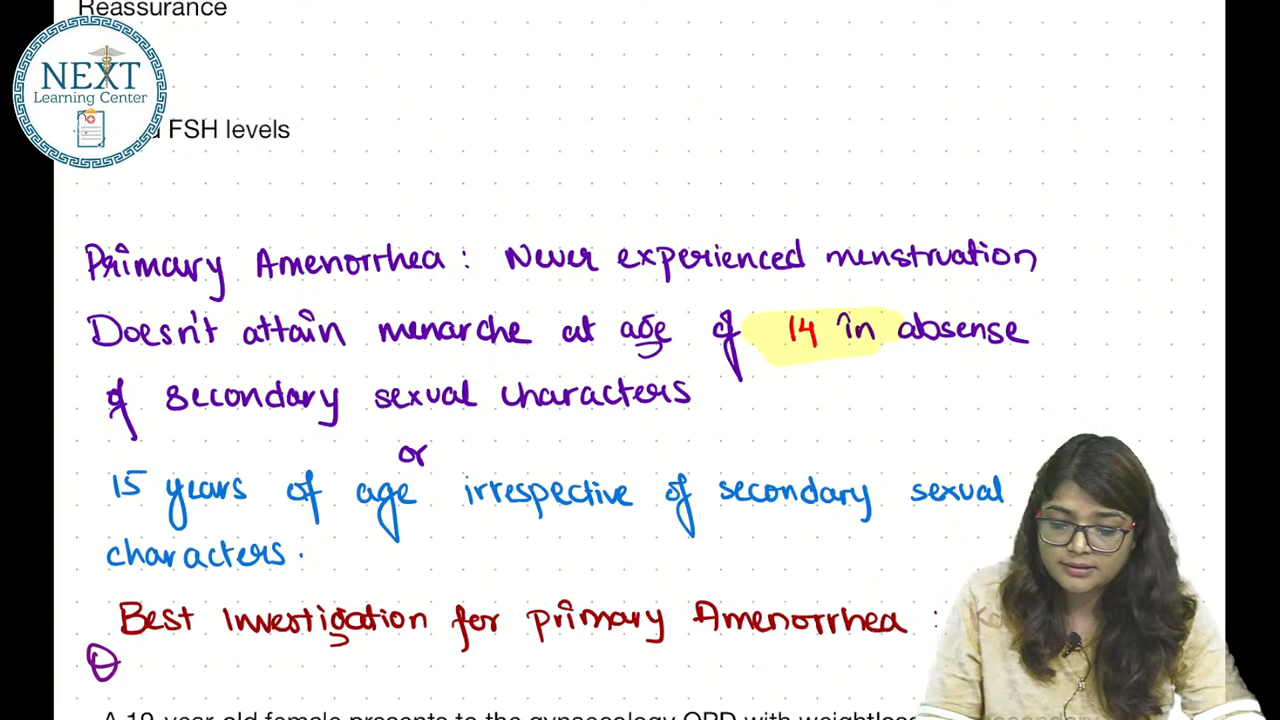 Reassurance
NEXT
Learning Center
FSH levels
Primary Amenorrhea : Never experienced menstruation
Doesn't attain menarche at age of 14 in absense
of secondary sexual characters
or
15 years of age irrespective of secondary sexual
characters.
Best Investigation for primary Amenorrhea :